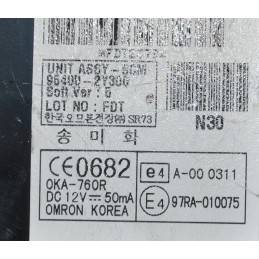 UNIT ASSY-BCM
95400-2Y300
Soft Ver: 5
LOT NO: FDT
한국오므론전장㈜ SR73
N30
송 미 화
CE0682
e4 A-00 0311
OKA-760R
DC 12V 50mA
OMRON KOREA
E4 97RA-010075